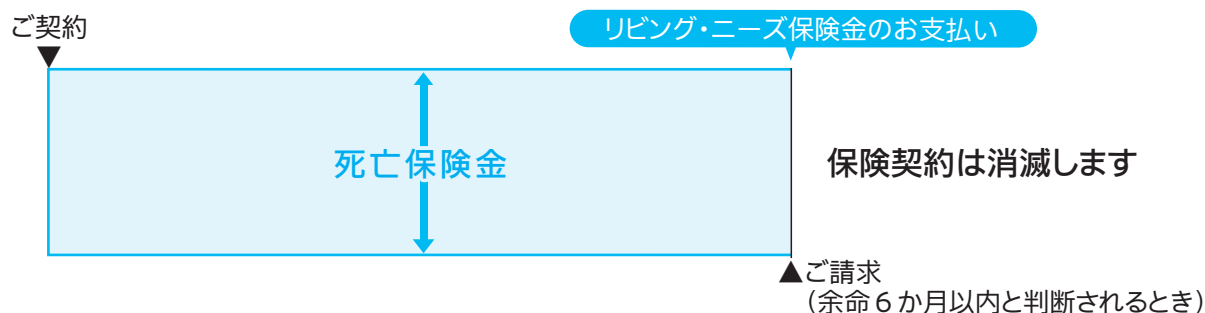 ご契約
▼
リビング・ニーズ保険金のお支払い
死亡保険金
保険契約は消滅します
▲ご請求
（余命６か月以内と判断されるとき）